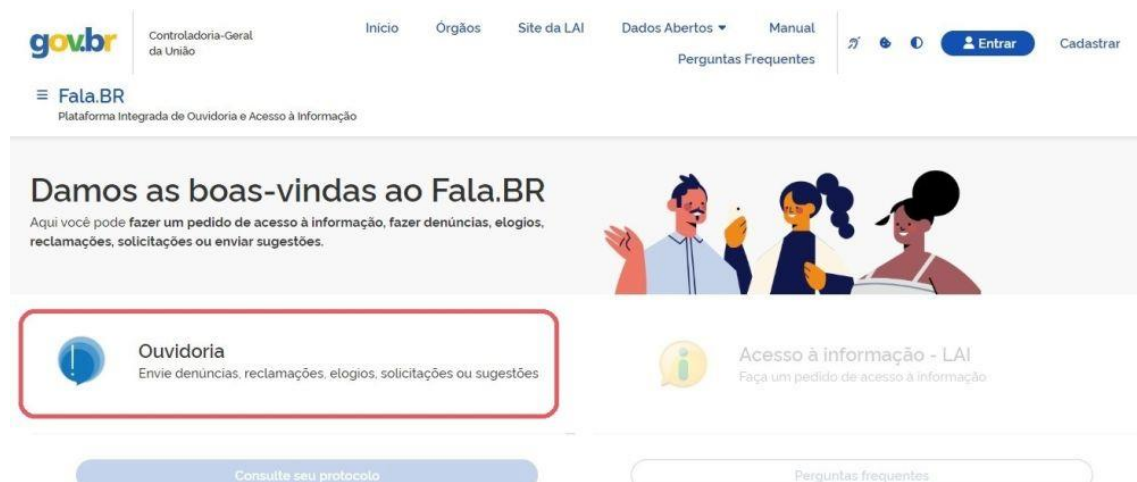 gov.br
Controladoria-Geral
da União
Início Órgãos Site da LAI Dados Abertos Manual
Perguntas Frequentes
Entrar
Cadastrar
Fala.BR
Plataforma Integrada de Ouvidoria e Acesso à Informação
Damos as boas-vindas ao Fala.BR
Aqui você pode fazer um pedido de acesso à informação, fazer denúncias, elogios,
reclamações, solicitações ou enviar sugestões.
Ouvidoria
Envie denúncias, reclamações, elogios, solicitações ou sugestões
Acesso à informação - LAI
Faça um pedido de acesso à informação
Consulte seu protocolo
Perguntas frequentes